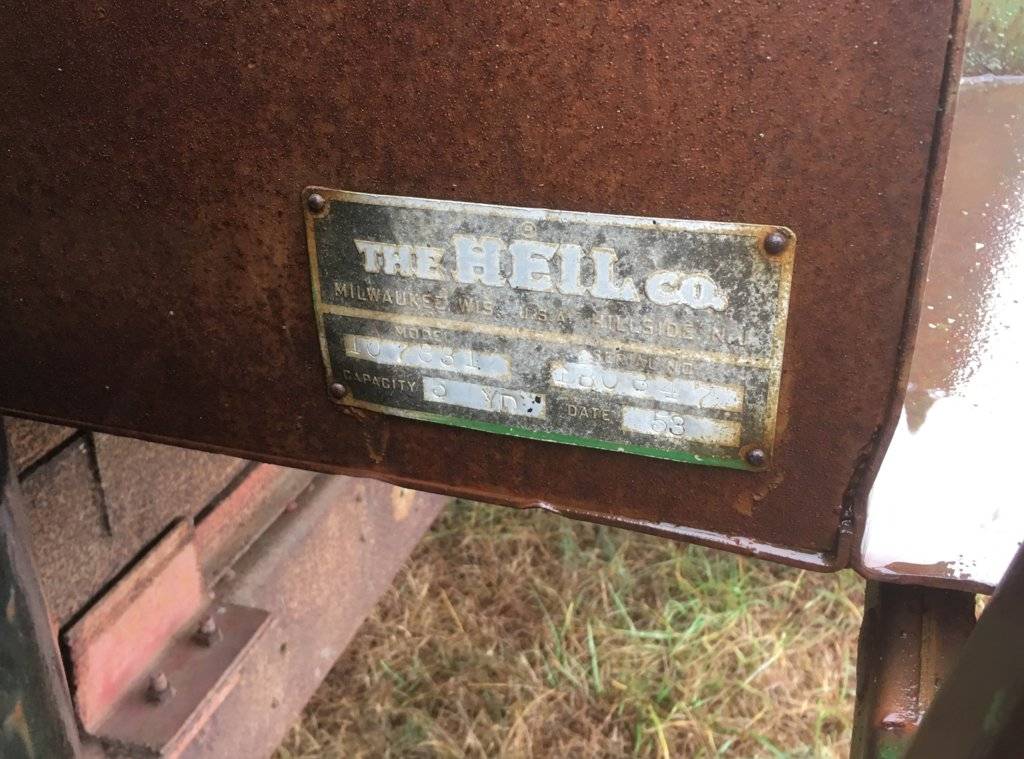 THE HEIL CO.
MILWAUKEE WIS. U.S.A. HILLSIDE N.J.
MODEL SERIAL NO.
CAPACITY YD DATE 53